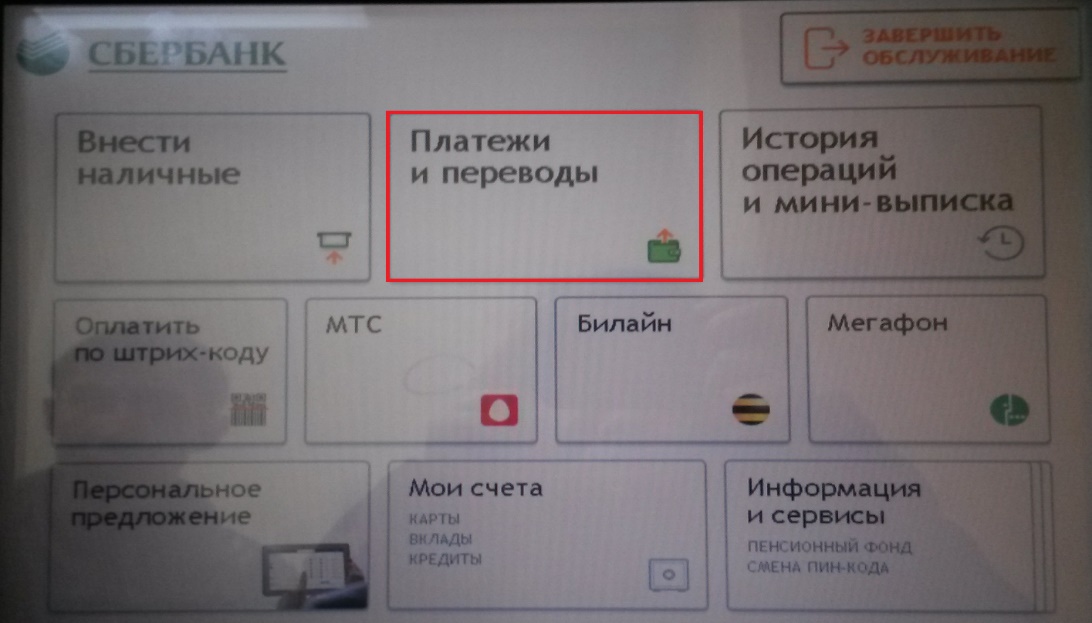 СБЕРБАНК
ЗАВЕРШИТЬ
ОБСЛУЖИВАНИЕ
Внести
наличные
Платежи
и переводы
История
операций
и мини-выписка
Оплатить
по штрих-коду
МТС
Билайн
Мегафон
Персональное
предложение
Мои счета
КАРТЫ
ВКЛАДЫ
КРЕДИТЫ
Информация
и сервисы
ПЕНСИОННЫЙ ФОНД
СМЕНА ПИН-КОДА